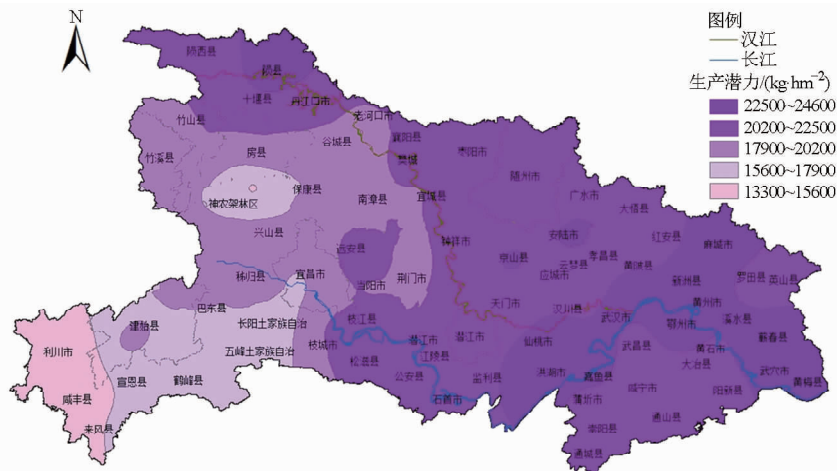 N
图例
汉江
长江
生产潜力/(kg·hm⁻²)
22500~24600
20200~22500
17900~20200
15600~17900
13300~15600
郧西县
郧县
十堰县
丹江口市
竹山县
老河口市
谷城县
襄阳县
枣阳市
竹溪县
房县
樊城
随州市
保康县
神农架林区
南漳县
宜城县
广水市
大悟县
兴山县
钟祥市
安陆市
红安县
麻城市
远安县
京山县
孝昌县
云梦县
秭归县
宜昌市
当阳市
荆门市
应城市
黄陂县
新洲县
罗田县
英山县
巴东县
天门市
汉川县
武汉市
黄州市
建始县
长阳土家族自治
枝江县
鄂州市
浠水县
利川市
五峰土家族自治
枝城市
潜江市
潜江市
仙桃市
武昌县
黄石市
蕲春县
松滋县
江陵县
大冶县
武穴市
宣恩县
鹤峰县
公安县
监利县
洪湖市
嘉鱼县
咸宁市
阳新县
黄梅县
咸丰县
石首市
蒲圻市
来凤县
崇阳县
通山县
通城县